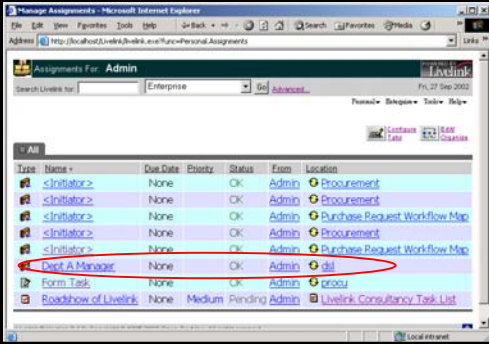 Manage Assignments - Microsoft Internet Explorer
File Edit View Favorites Tools Help Back Search Favorites Media
Address http://localhost/Livelink/livelink.exe?func=Personal.Assignments Links
Assignments For: Admin Livelink
Search Livelink for: Enterprise Go Advanced... Fri, 27 Sep 2002
Personal Enterprise Tools Help
Configure Tabs
All
Type Name Due Date Priority Status From Location
<Initiator> None OK Admin Procurement
<Initiator> None OK Admin Procurement
<Initiator> None OK Admin Purchase Request Workflow Map
<Initiator> None OK Admin Procurement
<Initiator> None OK Admin Purchase Request Workflow Map
Dept A Manager None OK Admin dsl
Form Task None OK Admin procu
Roadshow of Livelink None Medium Pending Admin Livelink Consultancy Task List
Local intranet